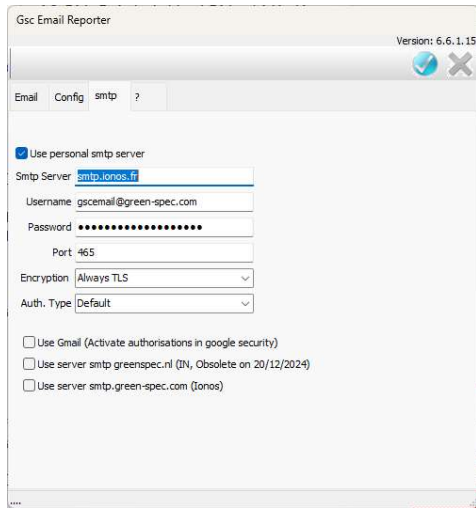 Gsc Email Reporter
Version: 6.6.1.15
Email Config smtp ?
Use personal smtp server
Smtp Server smtp.ionos.fr
Username gscemail@green-spec.com
Password ●●●●●●●●●●●●●●●●●●●
Port 465
Encryption Always TLS
Auth. Type Default
Use Gmail (Activate authorisations in google security)
Use server smtp greenspec.nl (IN, Obsolete on 20/12/2024)
Use server smtp.green-spec.com (Ionos)
....